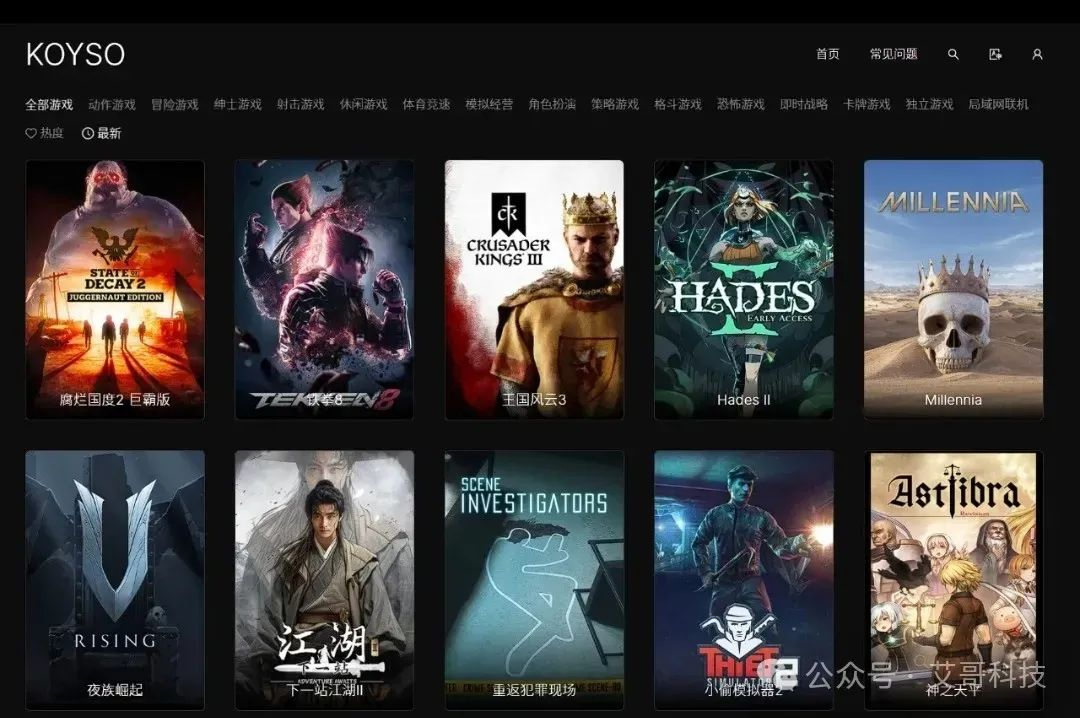 KOYSO
首页 常见问题
全部游戏 动作游戏 冒险游戏 绅士游戏 射击游戏 休闲游戏 体育竞速 模拟经营 角色扮演 策略游戏 格斗游戏 恐怖游戏 即时战略 卡牌游戏 独立游戏 局域网联机
热度 最新
STATE OF
DECAY 2
JUGGERNAUT EDITION
腐烂国度2 巨霸版
TEKKEN 8
铁拳8
CRUSADER
KINGS III
王国风云3
HADES
II
EARLY ACCESS
Hades II
MILLENNIA
Millennia
V
RISING
夜族崛起
江湖
下一站
ADVENTURE AWAITS
下一站江湖II
SCENE
INVESTIGATORS
重返犯罪现场
THIEF
SIMULATOR 2
小偷模拟器2
Astlibra
Revision
神之天平
公众号 · 艾哥科技